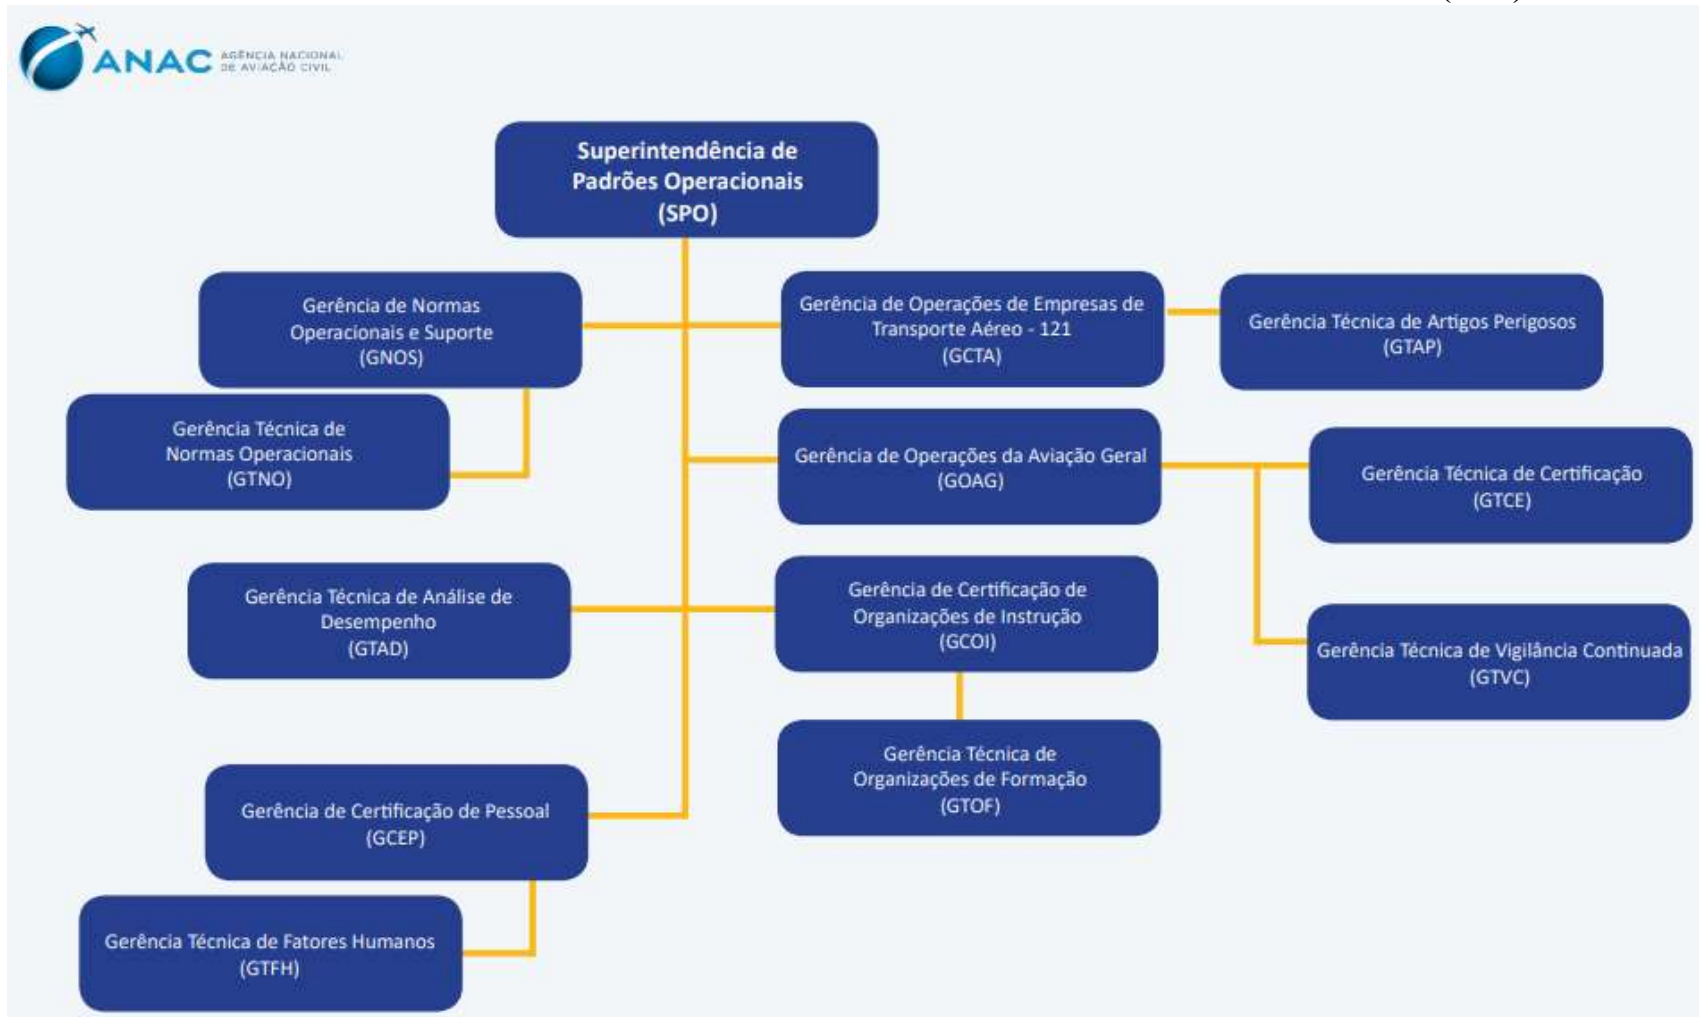 ANAC
AGÊNCIA NACIONAL
DE AVIAÇÃO CIVIL
Superintendência de
Padrões Operacionais
(SPO)
Gerência de Normas
Operacionais e Suporte
(GNOS)
Gerência de Operações de Empresas de
Transporte Aéreo - 121
(GCTA)
Gerência Técnica de Artigos Perigosos
(GTAP)
Gerência Técnica de
Normas Operacionais
(GTNO)
Gerência de Operações da Aviação Geral
(GOAG)
Gerência Técnica de Certificação
(GTCE)
Gerência Técnica de Análise de
Desempenho
(GTAD)
Gerência de Certificação de
Organizações de Instrução
(GCOI)
Gerência Técnica de Vigilância Continuada
(GTVC)
Gerência Técnica de
Organizações de Formação
(GTOF)
Gerência de Certificação de Pessoal
(GCEP)
Gerência Técnica de Fatores Humanos
(GTFH)